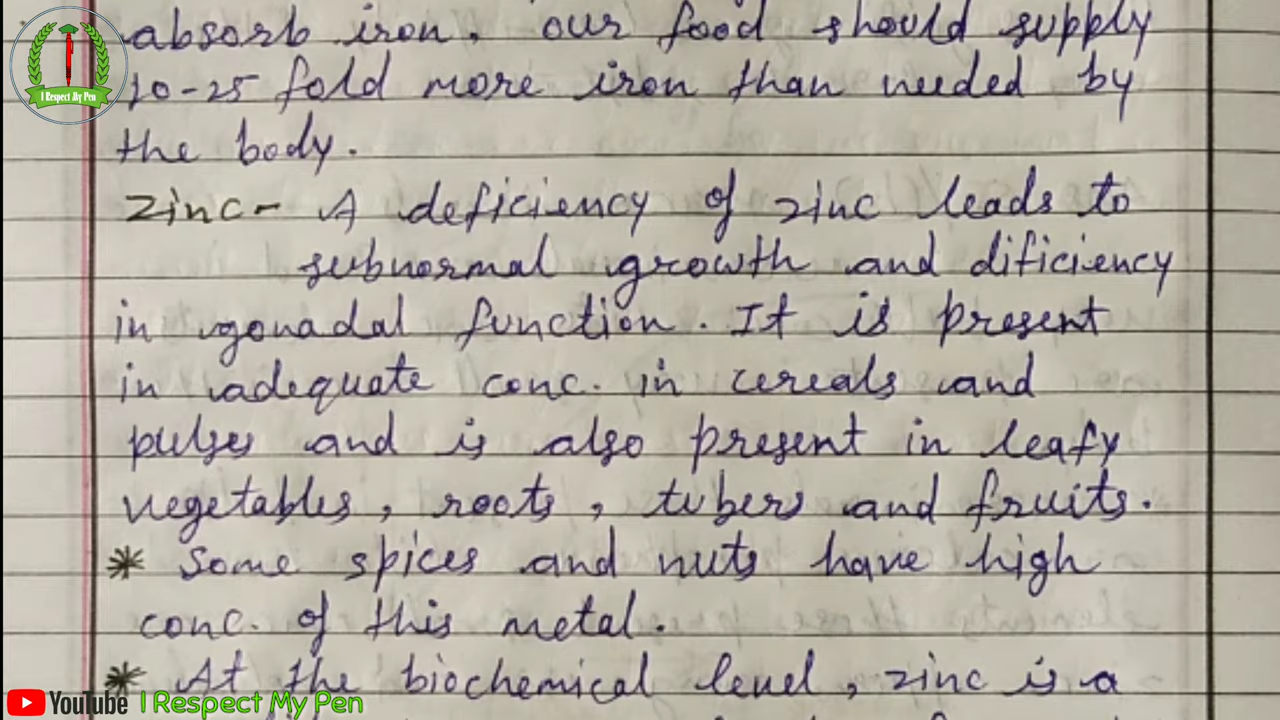 absorb iron, our food should supply
10-25 fold more iron than needed by
the body.
Zinc- A deficiency of zinc leads to
subnormal growth and dificiency
in gonadal function. It is present
in adequate conc. in cereals and
pulses and is also present in leafy
vegetables, roots, tubers and fruits.
* Some spices and nuts have high
conc. of this metal.
* At the biochemical level, zinc is a
I Respect My Pen
YouTube I Respect My Pen